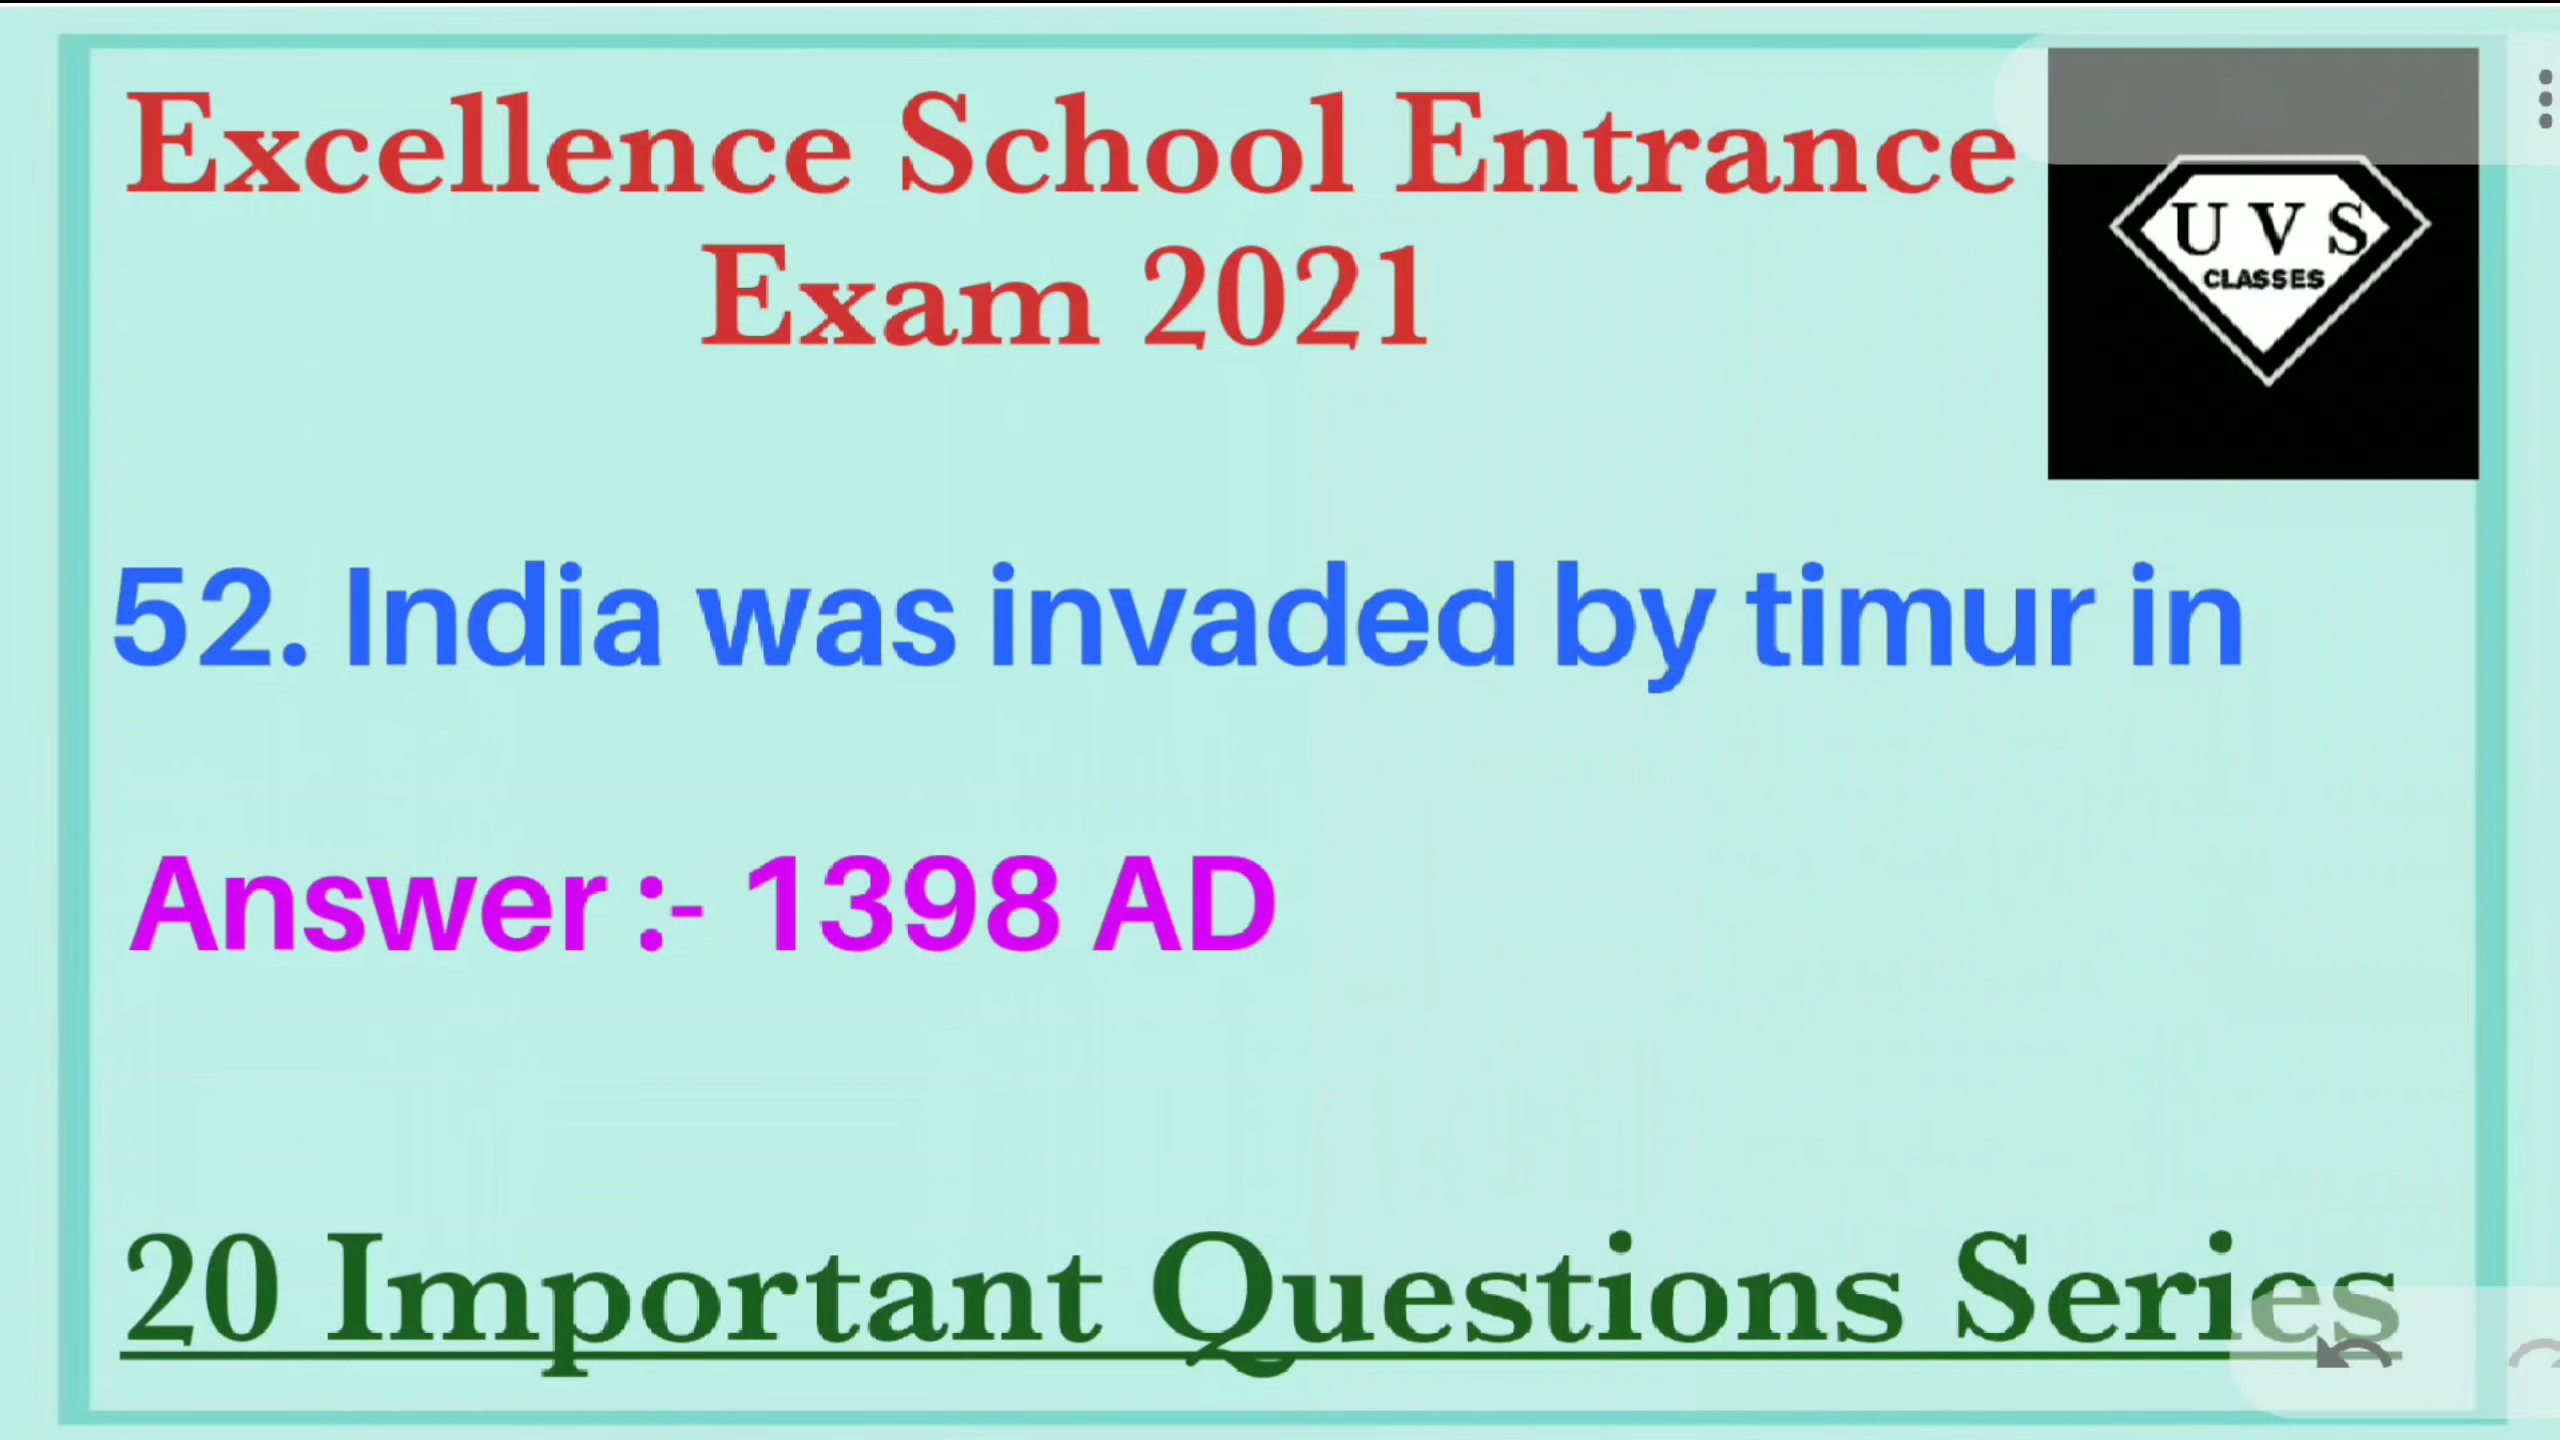 Excellence School Entrance
Exam 2021
U V S
CLASSES
52. India was invaded by timur in
Answer :- 1398 AD
20 Important Questions Series